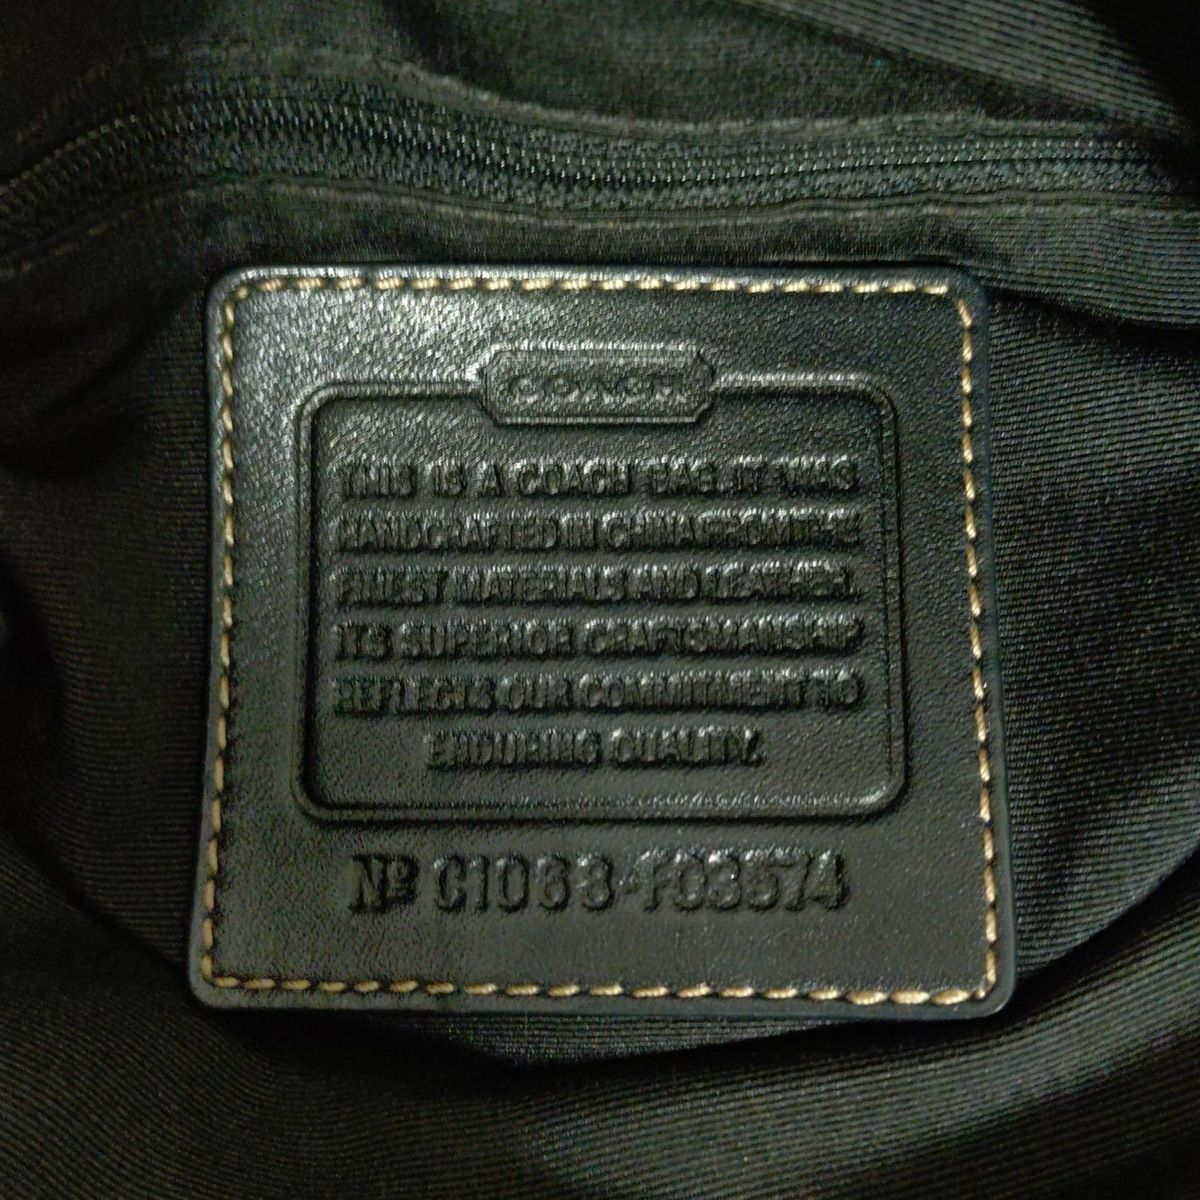 COACH
THIS IS A COACH BAG. IT WAS
HANDCRAFTED IN CHINA FROM THE
FINEST MATERIALS AND LEATHER.
ITS SUPERIOR CRAFTSMANSHIP
REFLECTS OUR COMMITMENT TO
ENDURING QUALITY.
Nº C1063-F03574